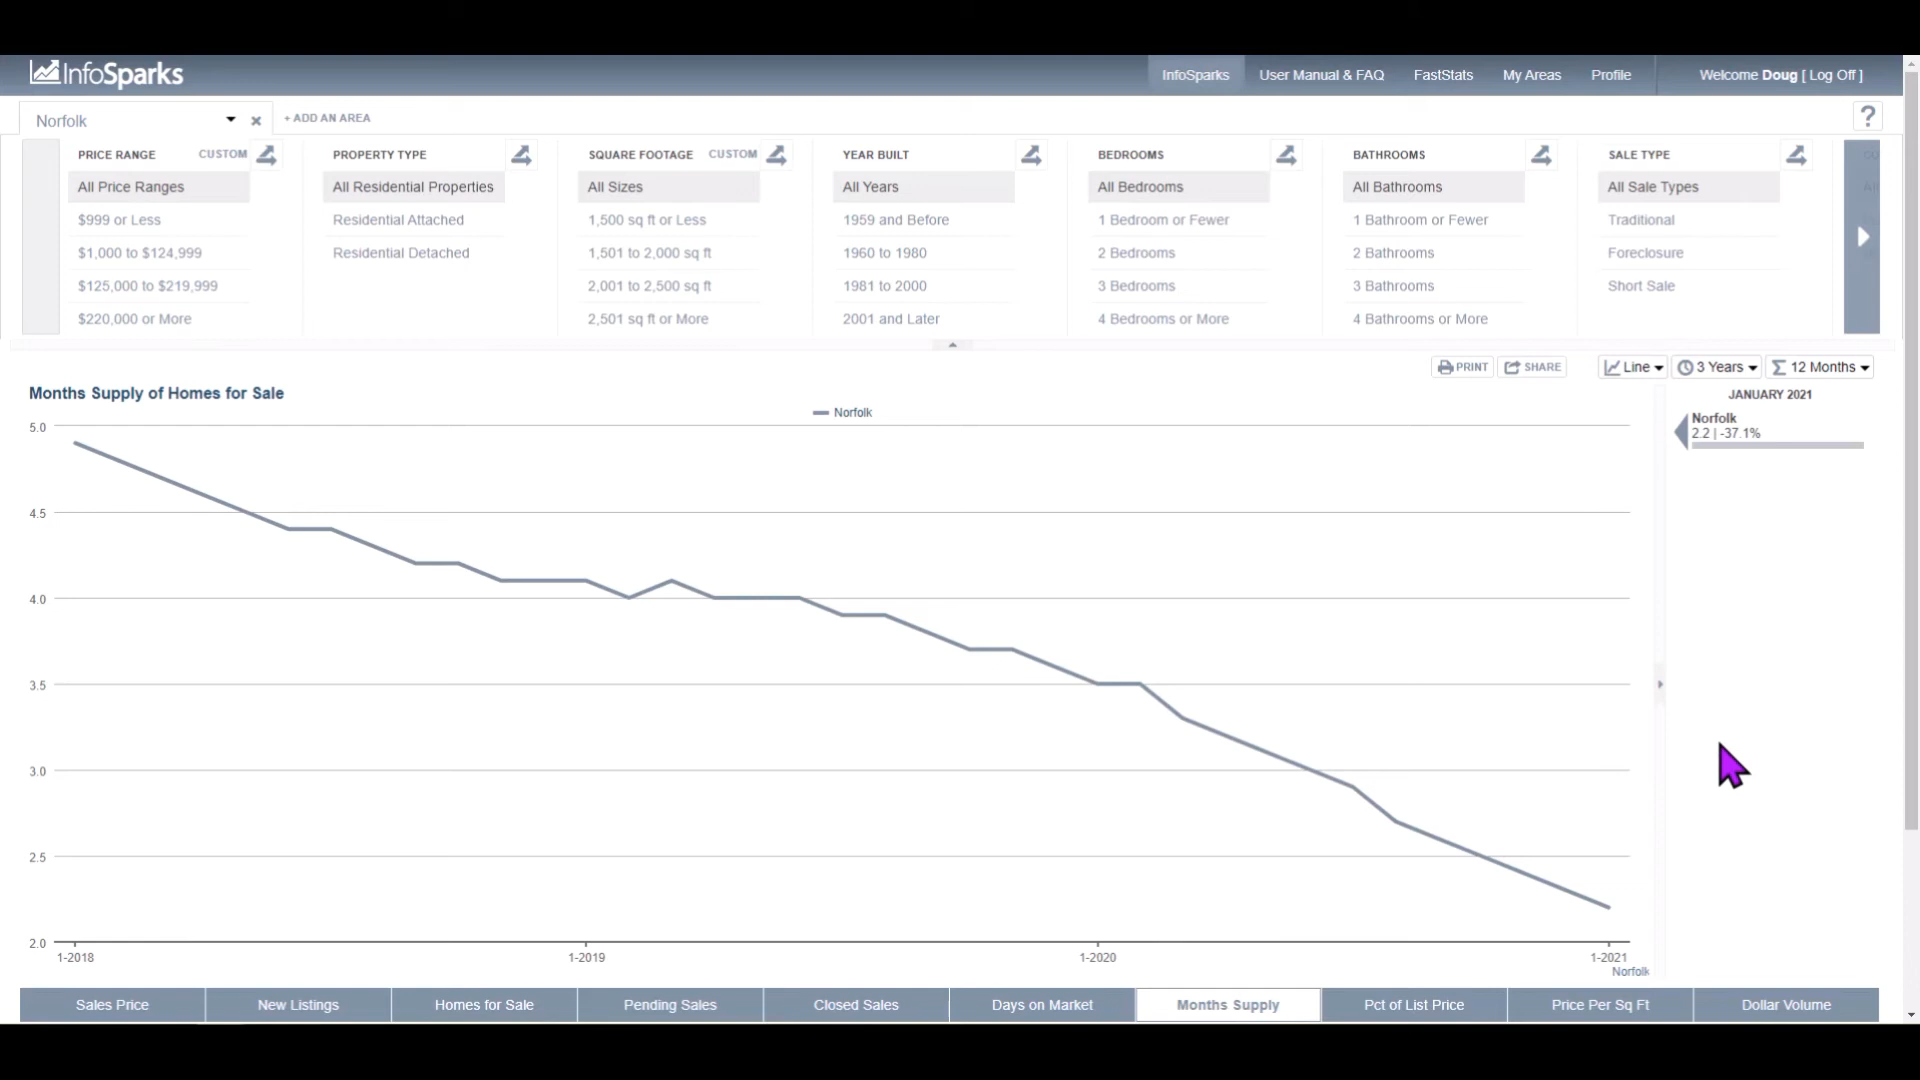 InfoSparks
InfoSparks User Manual & FAQ FastStats My Areas Profile Welcome Doug [ Log Off ]
Norfolk + ADD AN AREA ?
PRICE RANGE CUSTOM PROPERTY TYPE SQUARE FOOTAGE CUSTOM YEAR BUILT BEDROOMS BATHROOMS SALE TYPE
All Price Ranges All Residential Properties All Sizes All Years All Bedrooms All Bathrooms All Sale Types
$999 or Less Residential Attached 1,500 sq ft or Less 1959 and Before 1 Bedroom or Fewer 1 Bathroom or Fewer Traditional
$1,000 to $124,999 Residential Detached 1,501 to 2,000 sq ft 1960 to 1980 2 Bedrooms 2 Bathrooms Foreclosure
$125,000 to $219,999 2,001 to 2,500 sq ft 1981 to 2000 3 Bedrooms 3 Bathrooms Short Sale
$220,000 or More 2,501 sq ft or More 2001 and Later 4 Bedrooms or More 4 Bathrooms or More
PRINT SHARE Line 3 Years 12 Months
Months Supply of Homes for Sale
JANUARY 2021
Norfolk
Norfolk
2.2 | -37.1%
5.0
4.5
4.0
3.5
3.0
2.5
2.0
1-2018 1-2019 1-2020 1-2021
Norfolk
Sales Price New Listings Homes for Sale Pending Sales Closed Sales Days on Market Months Supply Pct of List Price Price Per Sq Ft Dollar Volume